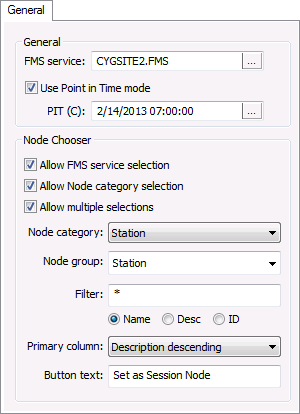 General
General
FMS service: CYGSITE2.FMS ...
Use Point in Time mode
PIT (C): 2/14/2013 07:00:00 ...
Node Chooser
Allow FMS service selection
Allow Node category selection
Allow multiple selections
Node category: Station
Node group: Station
Filter: *
Name Desc ID
Primary column: Description descending
Button text: Set as Session Node